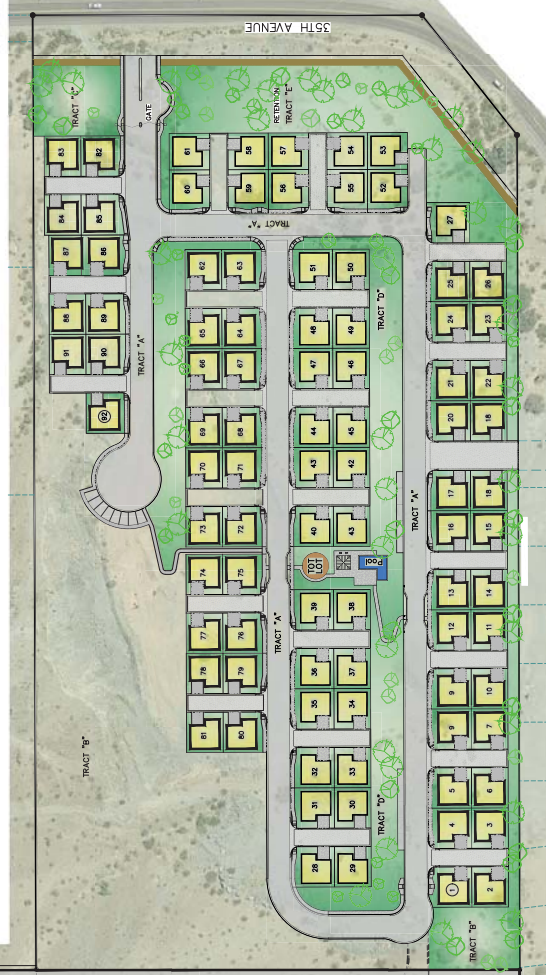 35TH AVENUE
TRACT "C"
GATE
RETENTION
TRACT "E"
83 82
61 58 57 54 53
84 85
60 59 56 55 52
TRACT "A"
27
87 86
62 63 51 50
25 26
88 89
TRACT "D"
24 23
65 64 48 49
91 90
TRACT "A"
66 67 47 46
21 22
92
69 68 44 45
20 18
70 71 43 42
17 18
TRACT "A"
73 72 40 43
16 15
TOT
LOT
Pool
74 75
13 14
39 38
12 11
77 76
TRACT "A"
78 79 36 37
9 10
35 34
81 80
9 7
TRACT "B"
32 33
5 6
31 30
TRACT "D"
4 3
28 29
1 2
TRACT "B"